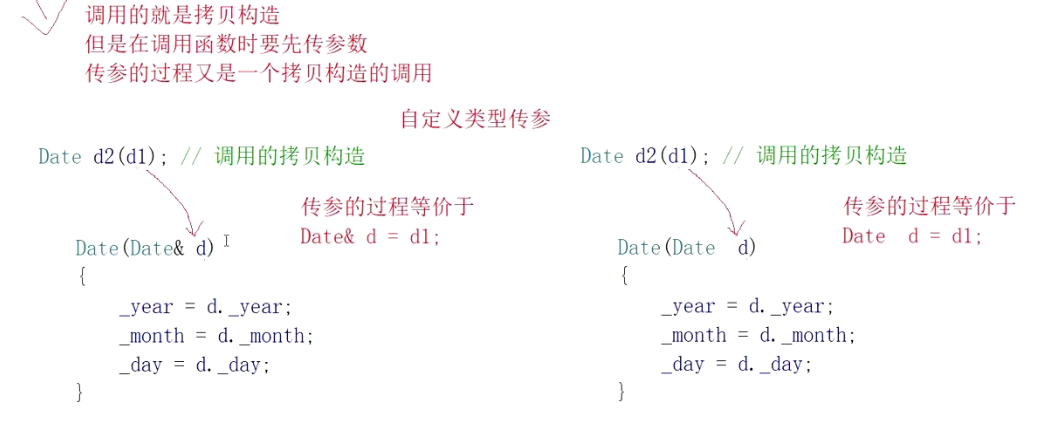 调用的就是拷贝构造
但是在调用函数时要先传参数
传参的过程又是一个拷贝构造的调用
自定义类型传参
Date d2(d1); // 调用的拷贝构造
传参的过程等价于
Date& d = d1;
Date(Date& d)
{
_year = d._year;
_month = d._month;
_day = d._day;
}
Date d2(d1); // 调用的拷贝构造
传参的过程等价于
Date d = d1;
Date(Date d)
{
_year = d._year;
_month = d._month;
_day = d._day;
}